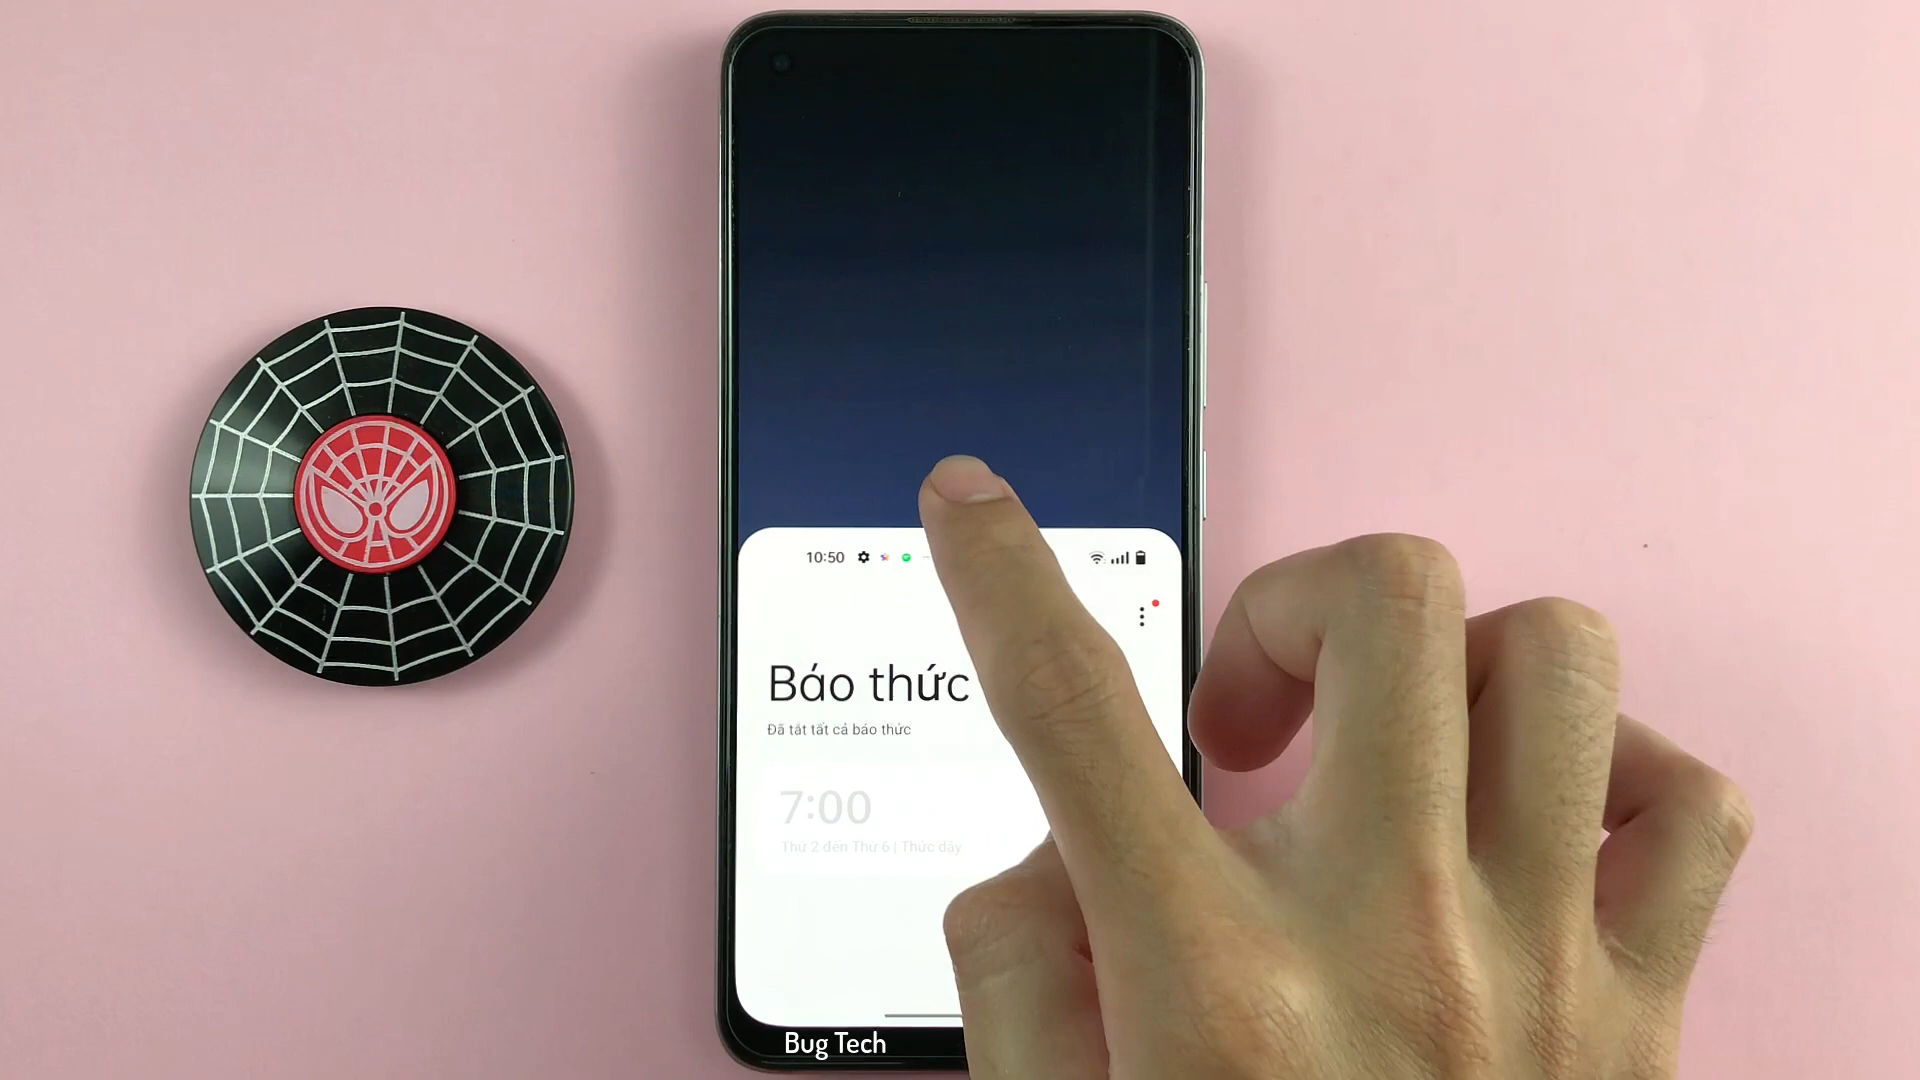 10:50
Báo thức
Đã tắt tất cả báo thức
7:00
Thứ 2 đến Thứ 6 | Thức dậy
Bug Tech